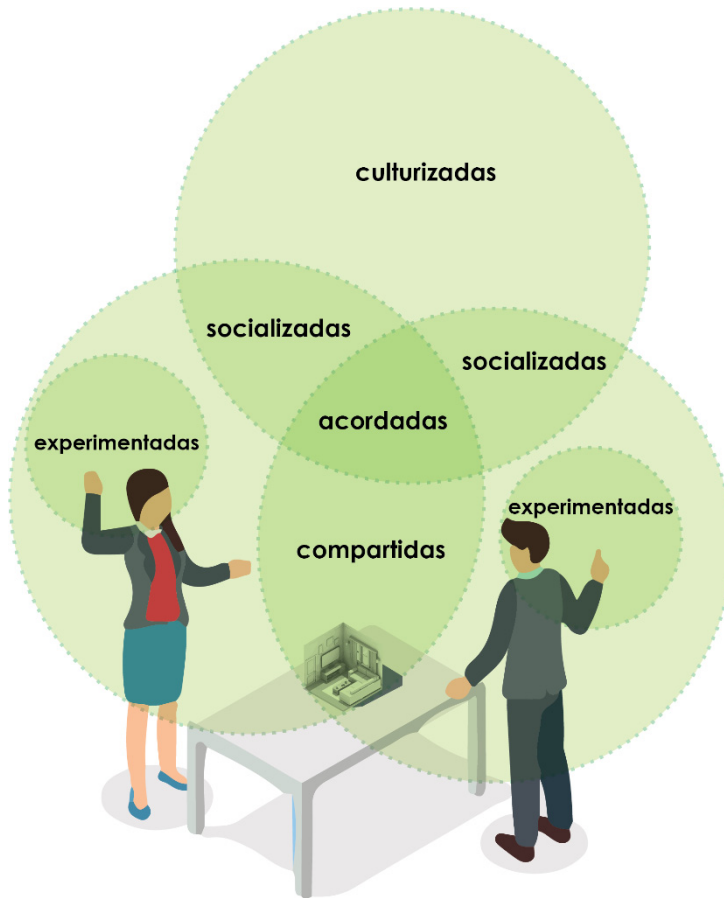 culturizadas
socializadas
socializadas
acordadas
experimentadas
experimentadas
compartidas